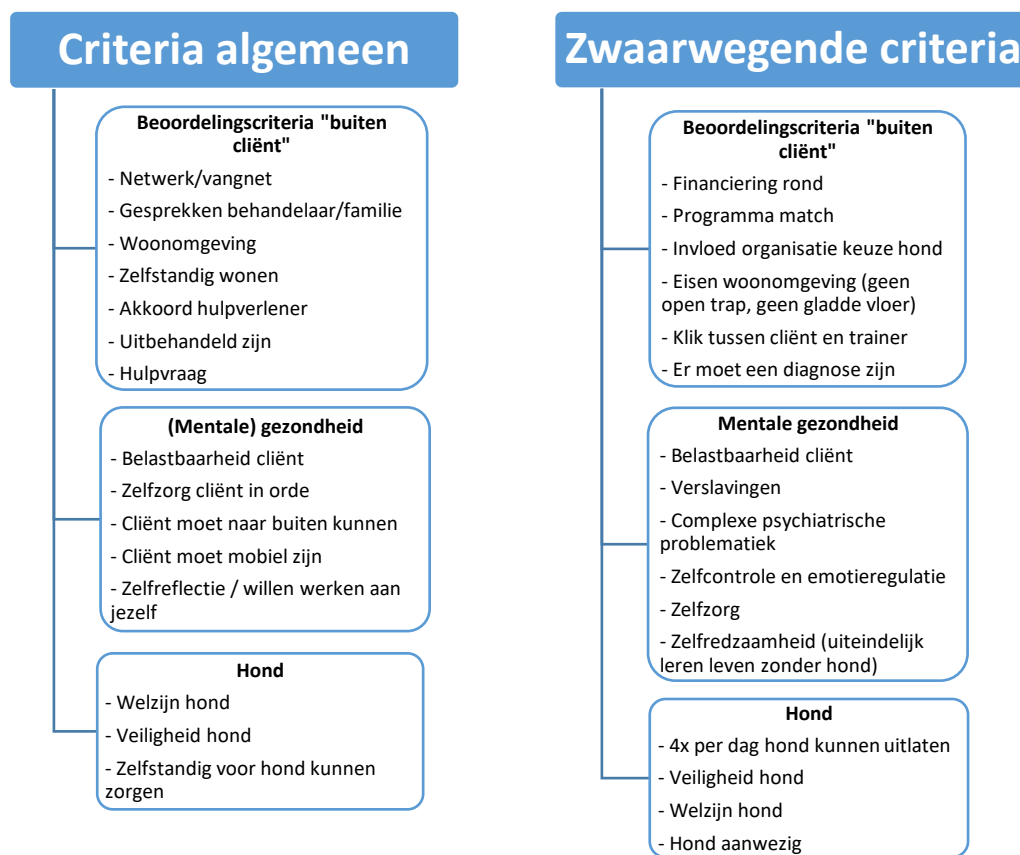 Criteria algemeen
Beoordelingscriteria "buiten
cliënt"
- Netwerk/vangnet
- Gesprekken behandelaar/familie
- Woonomgeving
- Zelfstandig wonen
- Akkoord hulpverlener
- Uitbehandeld zijn
- Hulpvraag
(Mentale) gezondheid
- Belastbaarheid cliënt
- Zelfzorg cliënt in orde
- Cliënt moet naar buiten kunnen
- Cliënt moet mobiel zijn
- Zelfreflectie / willen werken aan
jezelf
Hond
- Welzijn hond
- Veiligheid hond
- Zelfstandig voor hond kunnen
zorgen
Zwaarwegende criteria
Beoordelingscriteria "buiten
cliënt"
- Financiering rond
- Programma match
- Invloed organisatie keuze hond
- Eisen woonomgeving (geen
open trap, geen gladde vloer)
- Klik tussen cliënt en trainer
- Er moet een diagnose zijn
Mentale gezondheid
- Belastbaarheid cliënt
- Verslavingen
- Complexe psychiatrische
problematiek
- Zelfcontrole en emotieregulatie
- Zelfzorg
- Zelfredzaamheid (uiteindelijk
leren leven zonder hond)
Hond
- 4x per dag hond kunnen uitlaten
- Veiligheid hond
- Welzijn hond
- Hond aanwezig